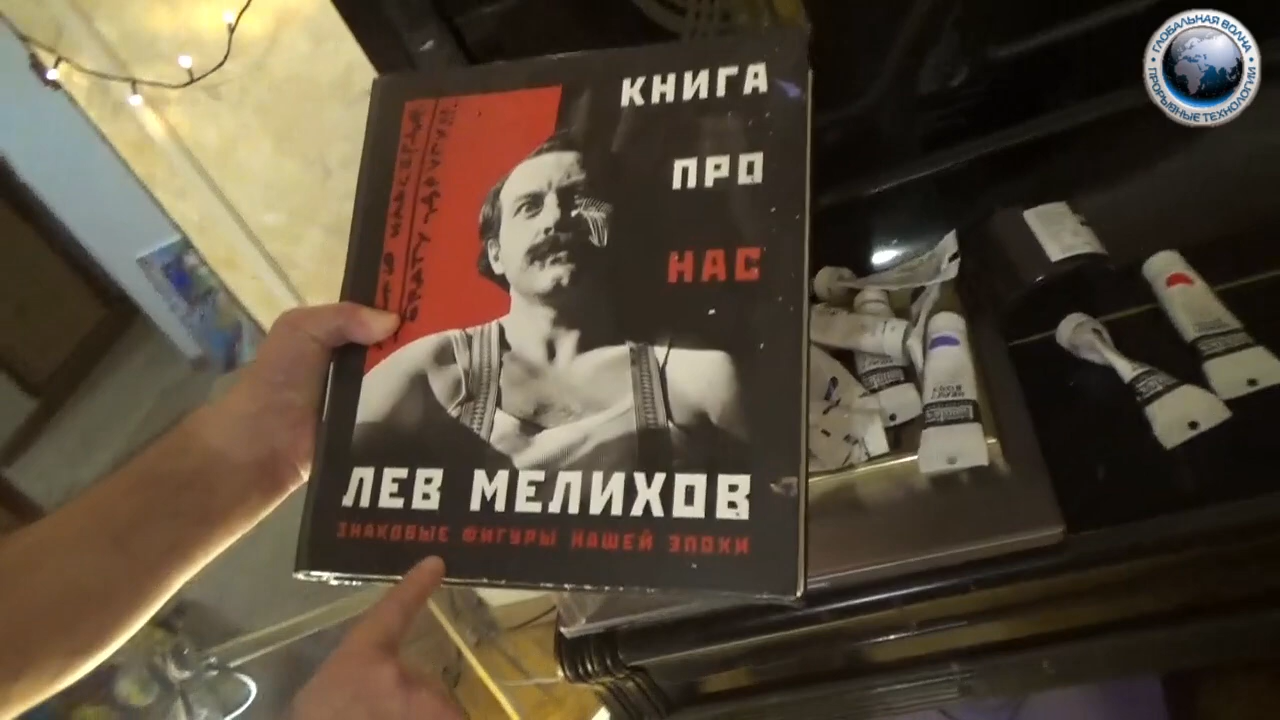 КНИГА
ПРО
НАС
ЛЕВ МЕЛИХОВ
ЗНАКОВЫЕ ФИГУРЫ НАШЕЙ ЭПОХИ
ГЛОБАЛЬНАЯ ВОЛНА
ПРОРЫВНЫЕ ТЕХНОЛОГИИ